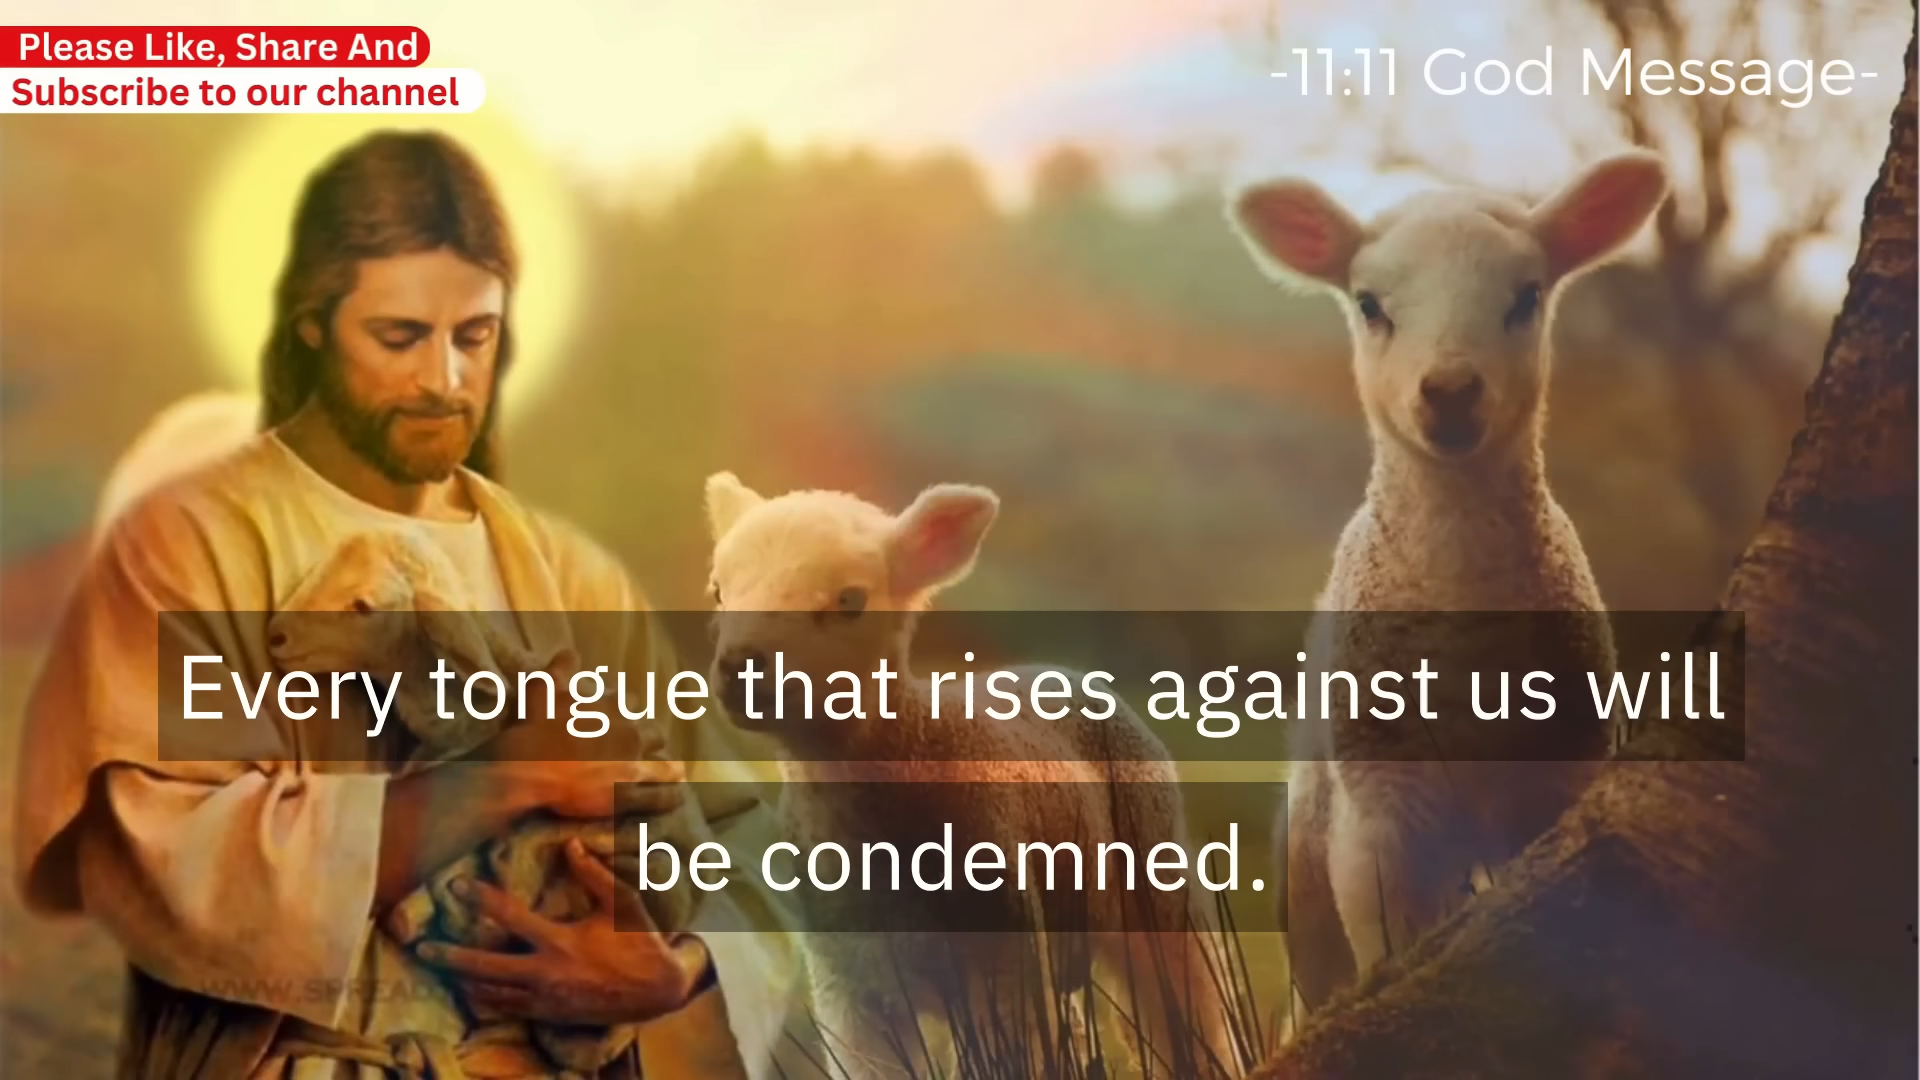 Please Like, Share And
Subscribe to our channel
-11:11 God Message-
Every tongue that rises against us will
be condemned.